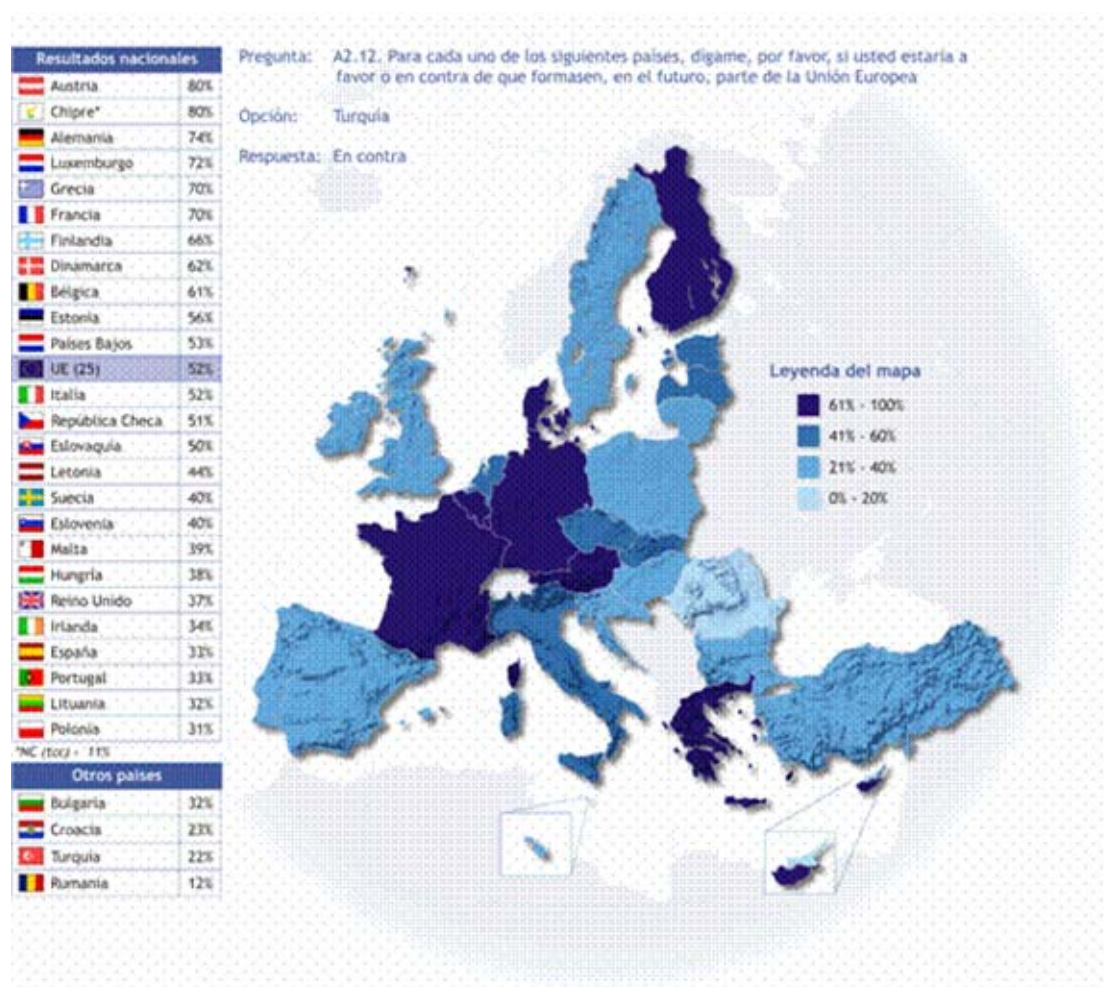 Resultados nacionales
Austria 80%
Chipre* 80%
Alemania 74%
Luxemburgo 72%
Grecia 70%
Francia 70%
Finlandia 66%
Dinamarca 62%
Bélgica 61%
Estonia 56%
Países Bajos 53%
UE (25) 52%
Italia 52%
República Checa 51%
Eslovaquia 50%
Letonia 44%
Suecia 40%
Eslovenia 40%
Malta 39%
Hungría 38%
Reino Unido 37%
Irlanda 34%
España 33%
Portugal 33%
Lituania 32%
Polonia 31%
*NC (tcc) - 11%
Otros países
Bulgaria 32%
Croacia 23%
Turquía 22%
Rumania 12%
Pregunta: A2.12. Para cada uno de los siguientes países, dígame, por favor, si usted estaría a
favor o en contra de que formasen, en el futuro, parte de la Unión Europea
Opción: Turquía
Respuesta: En contra
Leyenda del mapa
61% - 100%
41% - 60%
21% - 40%
0% - 20%